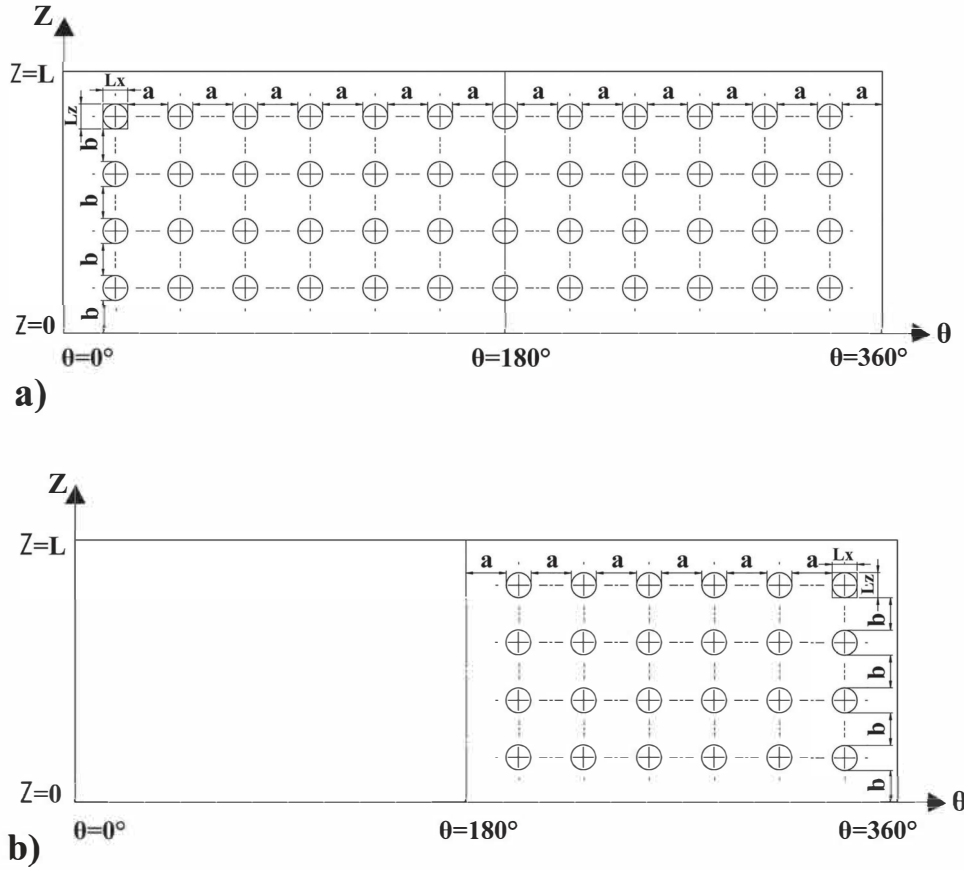 Z
Z=L
Lx a a a a a a a a a a a a
Lz
b
b
b
b
Z=0
θ
θ=0° θ=180° θ=360°
a)
Z
Z=L
a a a a a a Lx
Lz
b
b
b
b
Z=0
θ
θ=0° θ=180° θ=360°
b)